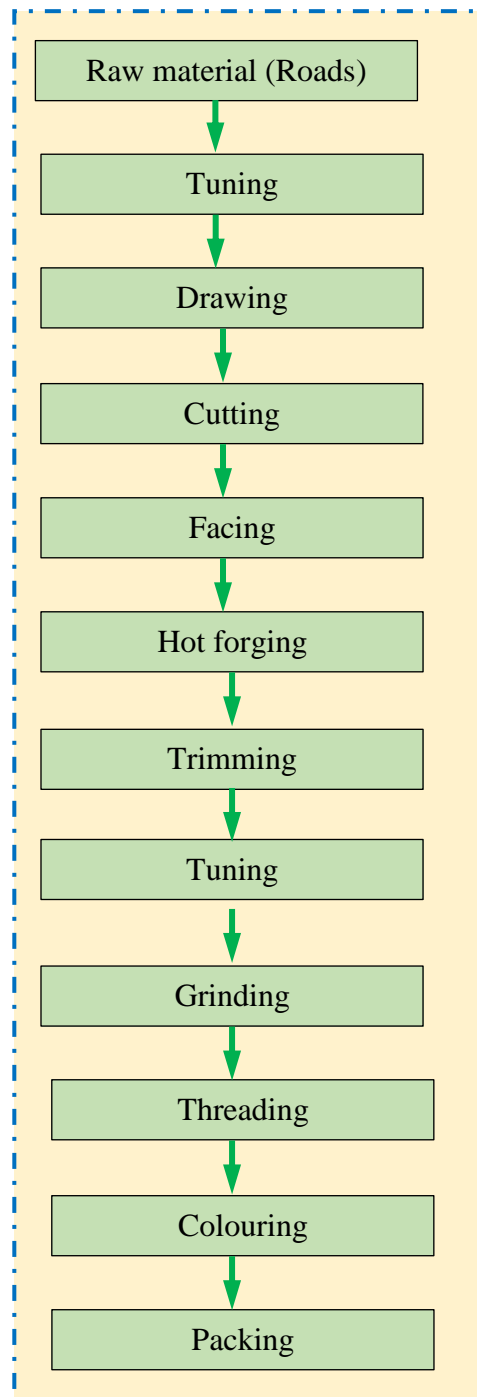 Raw material (Roads)
Tuning
Drawing
Cutting
Facing
Hot forging
Trimming
Tuning
Grinding
Threading
Colouring
Packing